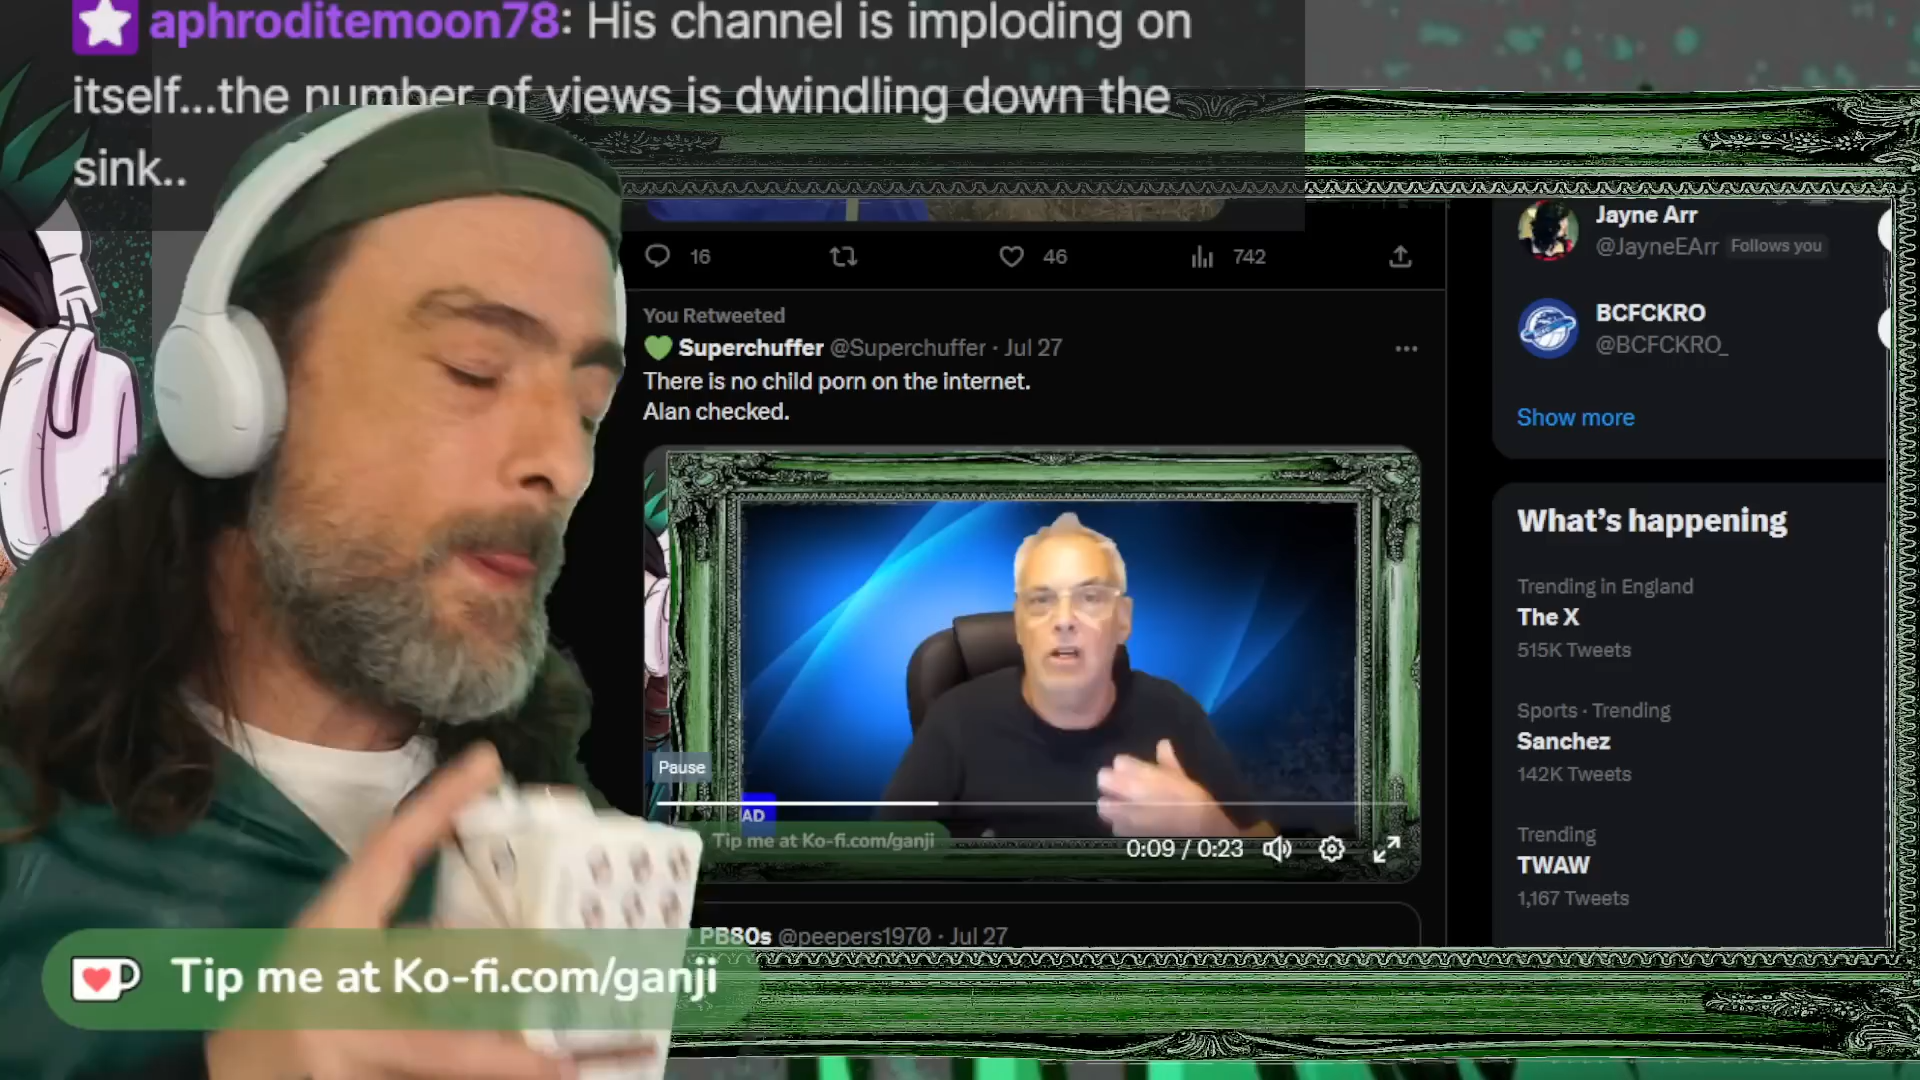 aphroditemoon78: His channel is imploding on
itself...the number of views is dwindling down the
sink..
16
46
742
You Retweeted
Superchuffer @Superchuffer · Jul 27
There is no child porn on the internet.
Alan checked.
Pause
AD
Tip me at Ko-fi.com/ganji
0:09 / 0:23
PB80s @peepers1970 · Jul 27
Tip me at Ko-fi.com/ganji
Jayne Arr
@JayneEArr Follows you
BCFCKRO
@BCFCKRO_
Show more
What's happening
Trending in England
The X
515K Tweets
Sports · Trending
Sanchez
142K Tweets
Trending
TWAW
1,167 Tweets